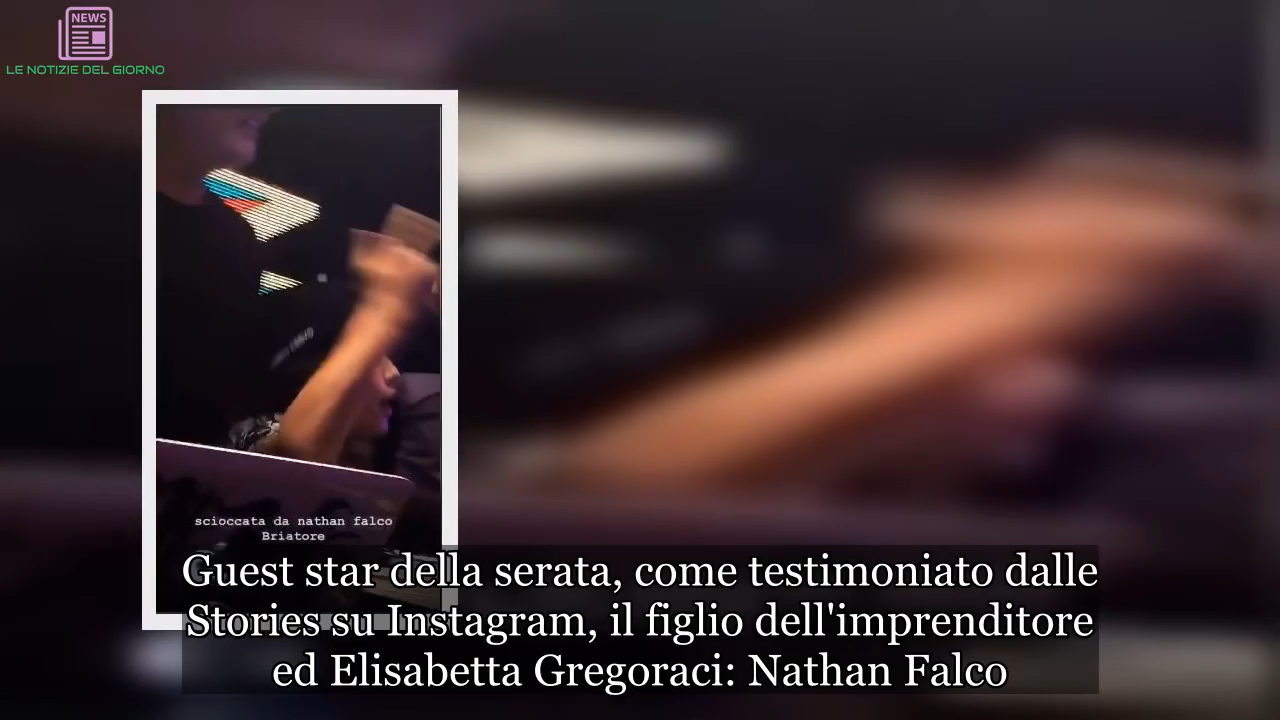 NEWS
LE NOTIZIE DEL GIORNO
scioccata da nathan falco
Briatore
Guest star della serata, come testimoniato dalle
Stories su Instagram, il figlio dell'imprenditore
ed Elisabetta Gregoraci: Nathan Falco